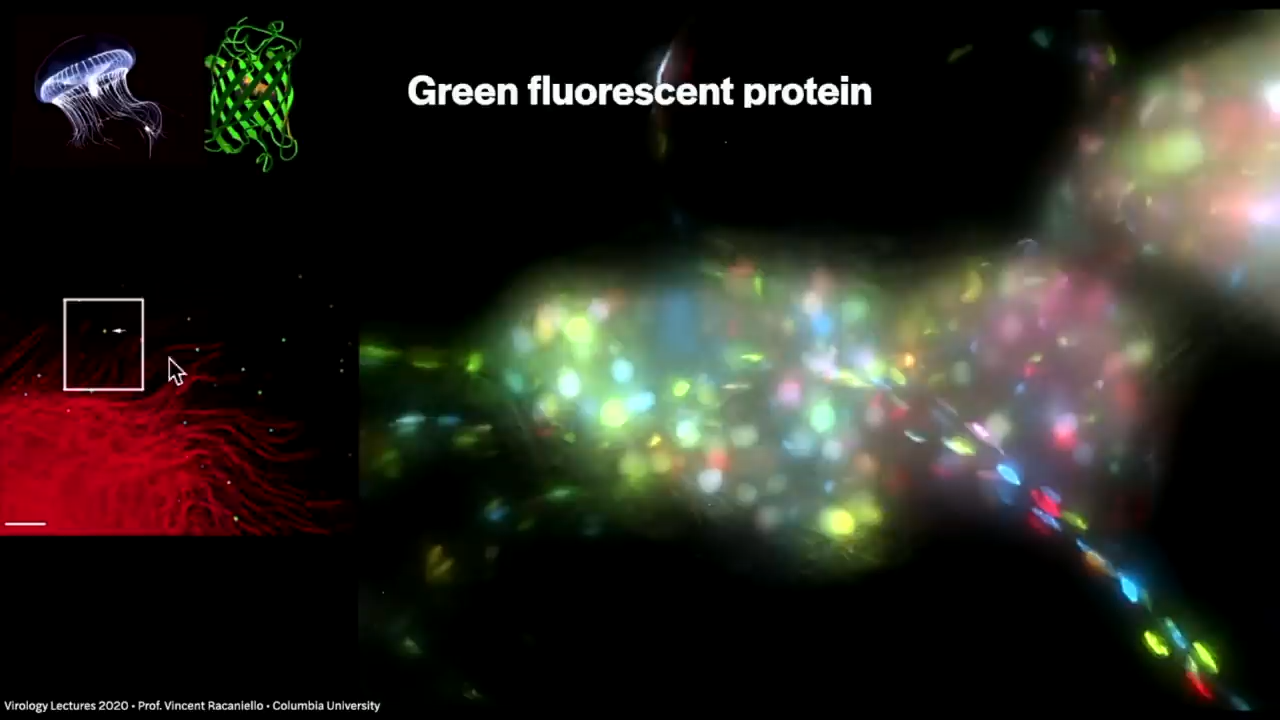 Green fluorescent protein
Virology Lectures 2020 • Prof. Vincent Racaniello • Columbia University